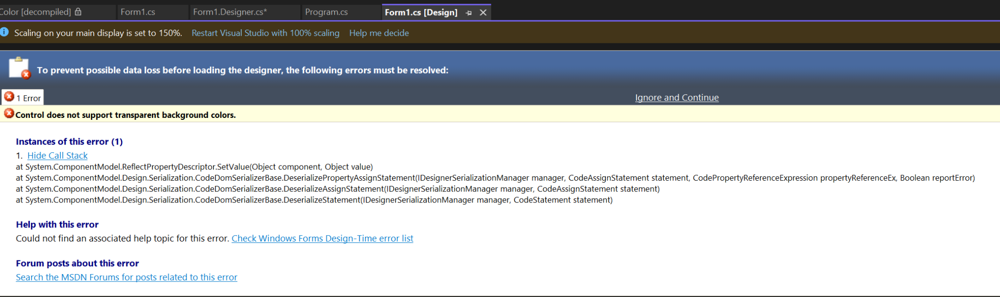 Color [decompiled] Form1.cs Form1.Designer.cs* Program.cs Form1.cs [Design]
Scaling on your main display is set to 150%. Restart Visual Studio with 100% scaling Help me decide
To prevent possible data loss before loading the designer, the following errors must be resolved:
1 Error Ignore and Continue
Control does not support transparent background colors.
Instances of this error (1)
1. Hide Call Stack
at System.ComponentModel.ReflectPropertyDescriptor.SetValue(Object component, Object value)
at System.ComponentModel.Design.Serialization.CodeDomSerializerBase.DeserializePropertyAssignStatement(IDesignerSerializationManager manager, CodeAssignStatement statement, CodePropertyReferenceExpression propertyReferenceEx, Boolean reportError)
at System.ComponentModel.Design.Serialization.CodeDomSerializerBase.DeserializeAssignStatement(IDesignerSerializationManager manager, CodeAssignStatement statement)
at System.ComponentModel.Design.Serialization.CodeDomSerializerBase.DeserializeStatement(IDesignerSerializationManager manager, CodeStatement statement)
Help with this error
Could not find an associated help topic for this error. Check Windows Forms Design-Time error list
Forum posts about this error
Search the MSDN Forums for posts related to this error